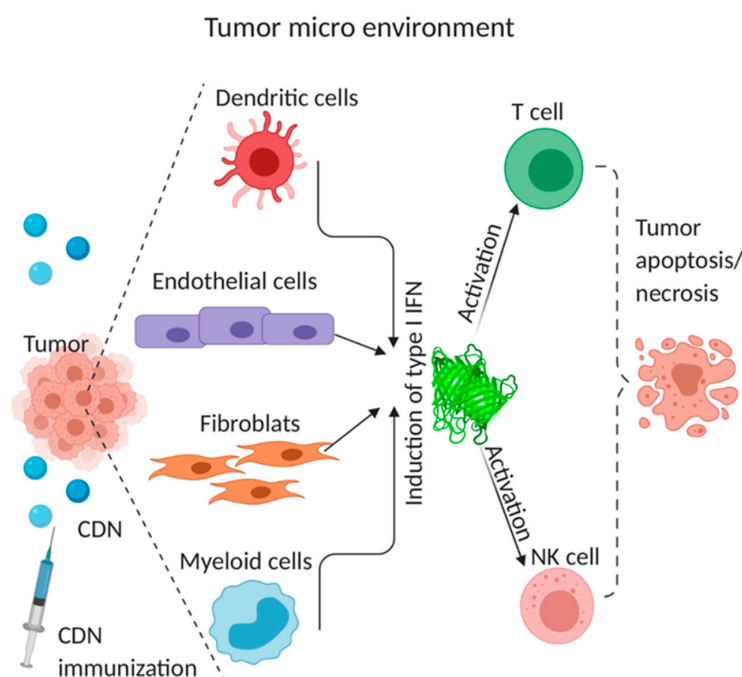 Tumor micro environment
Dendritic cells
T cell
Endothelial cells
Tumor
Fibroblats
Induction of type I IFN
Activation
Activation
Tumor
apoptosis/
necrosis
CDN
Myeloid cells
NK cell
CDN
immunization